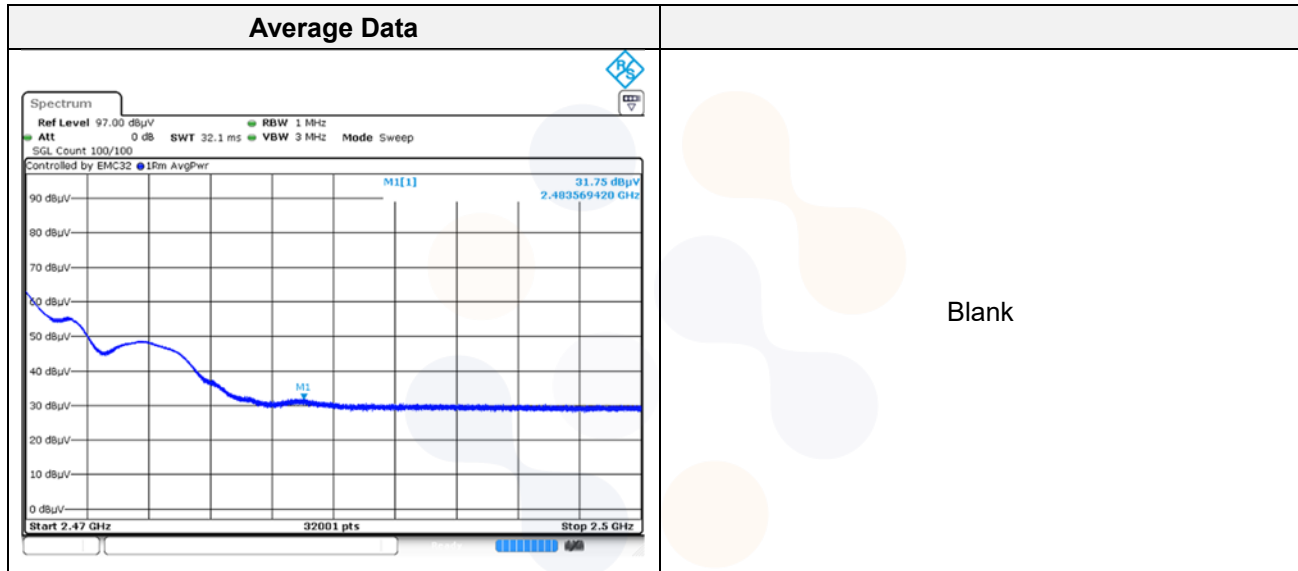 Average Data
R&S
Spectrum
Ref Level 97.00 dBµV RBW 1 MHz
Att 0 dB SWT 32.1 ms VBW 3 MHz Mode Sweep
SGL Count 100/100
Controlled by EMC32 1Rm AvgPwr
M1[1] 31.75 dBµV
2.483569420 GHz
90 dBµV
80 dBµV
70 dBµV
60 dBµV
50 dBµV
40 dBµV
M1
30 dBµV
20 dBµV
10 dBµV
0 dBµV
Start 2.47 GHz 32001 pts Stop 2.5 GHz
Blank